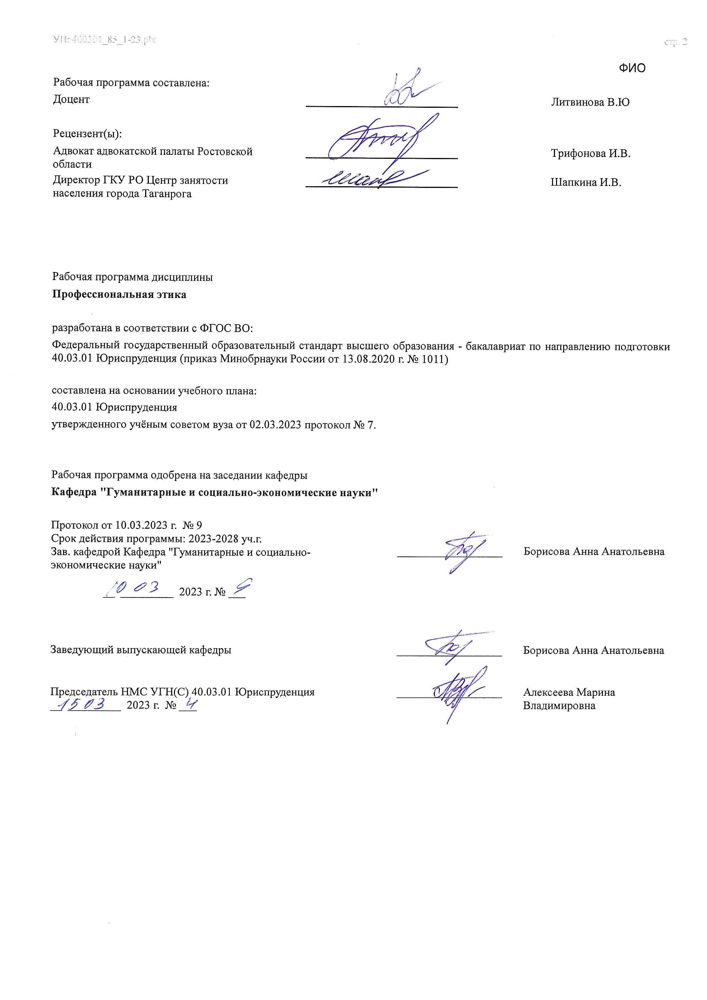 УП: 400301_85_1-23.plx стр. 2
ФИО
Рабочая программа составлена:
Доцент Литвинова В.Ю
Рецензент(ы):
Адвокат адвокатской палаты Ростовской Трифонова И.В.
области
Директор ГКУ РО Центр занятости Шапкина И.В.
населения города Таганрога
Рабочая программа дисциплины
Профессиональная этика
разработана в соответствии с ФГОС ВО:
Федеральный государственный образовательный стандарт высшего образования - бакалавриат по направлению подготовки
40.03.01 Юриспруденция (приказ Минобрнауки России от 13.08.2020 г. № 1011)
составлена на основании учебного плана:
40.03.01 Юриспруденция
утвержденного учёным советом вуза от 02.03.2023 протокол № 7.
Рабочая программа одобрена на заседании кафедры
Кафедра "Гуманитарные и социально-экономические науки"
Протокол от 10.03.2023 г. № 9
Срок действия программы: 2023-2028 уч.г.
Зав. кафедрой Кафедра "Гуманитарные и социально- Борисова Анна Анатольевна
экономические науки"
10 03 2023 г. № 9
Заведующий выпускающей кафедры Борисова Анна Анатольевна
Председатель НМС УГН(С) 40.03.01 Юриспруденция Алексеева Марина
15 03 2023 г. № 4 Владимировна